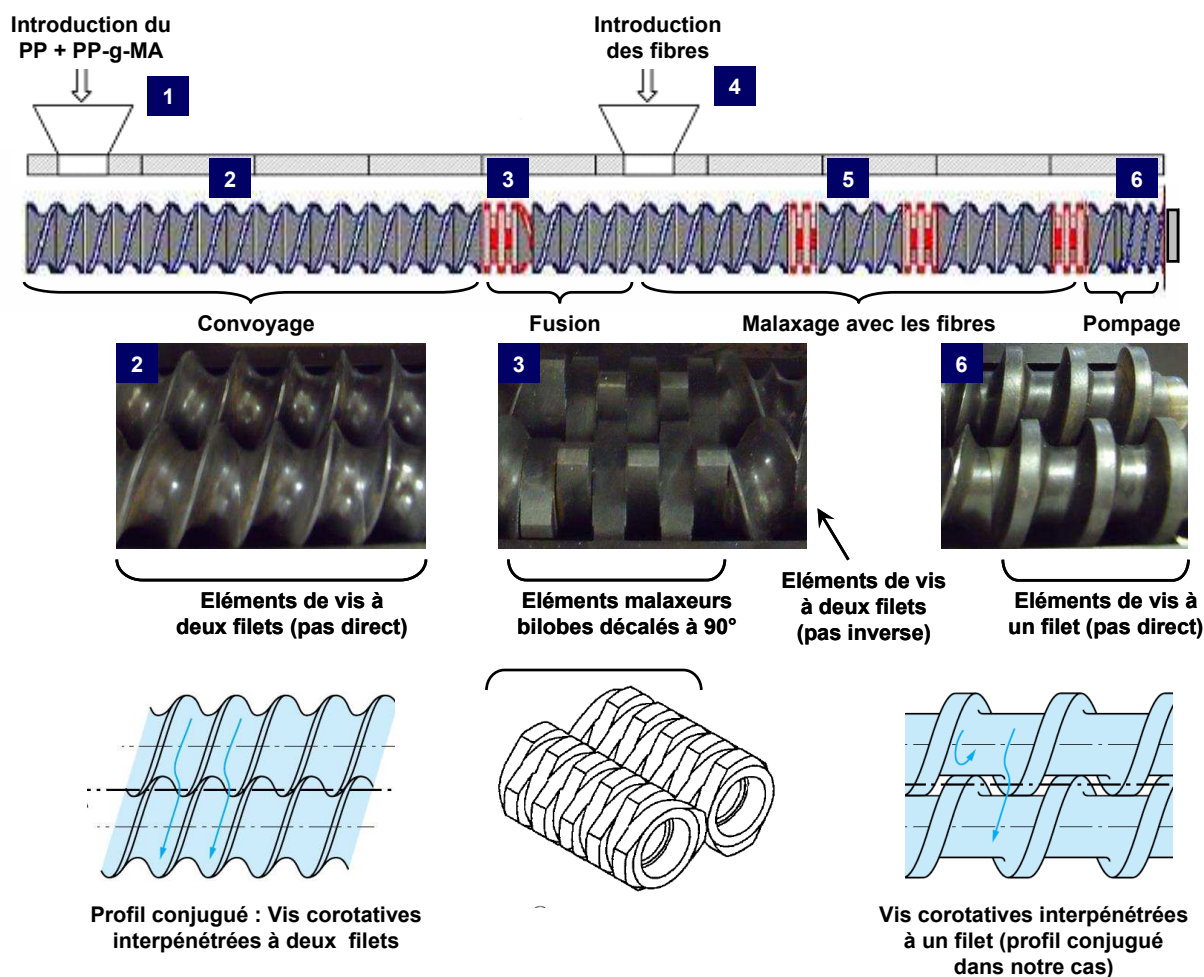 Introduction du
PP + PP-g-MA
Introduction
des fibres
1
4
2
3
5
6
Convoyage
Fusion
Malaxage avec les fibres
Pompage
2
3
6
Eléments de vis à
deux filets (pas direct)
Eléments malaxeurs
bilobes décalés à 90°
Eléments de vis
à deux filets
(pas inverse)
Eléments de vis à
un filet (pas direct)
Profil conjugué : Vis corotatives
interpénétrées à deux filets
Vis corotatives interpénétrées
à un filet (profil conjugué
dans notre cas)